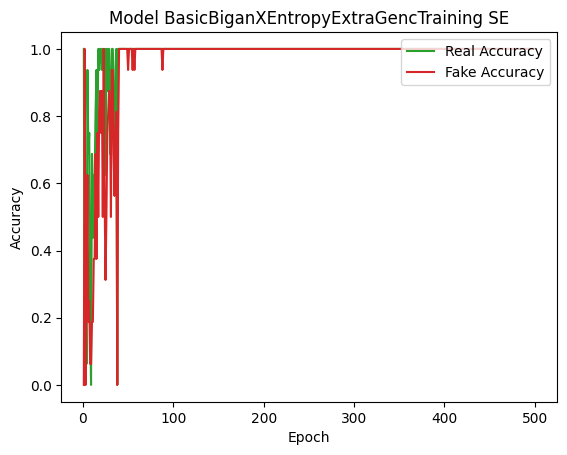 Model BasicBiganXEntropyExtraGencTraining SE
Real Accuracy
Fake Accuracy
1.0
0.8
0.6
0.4
0.2
0.0
Accuracy
0
100
200
300
400
500
Epoch